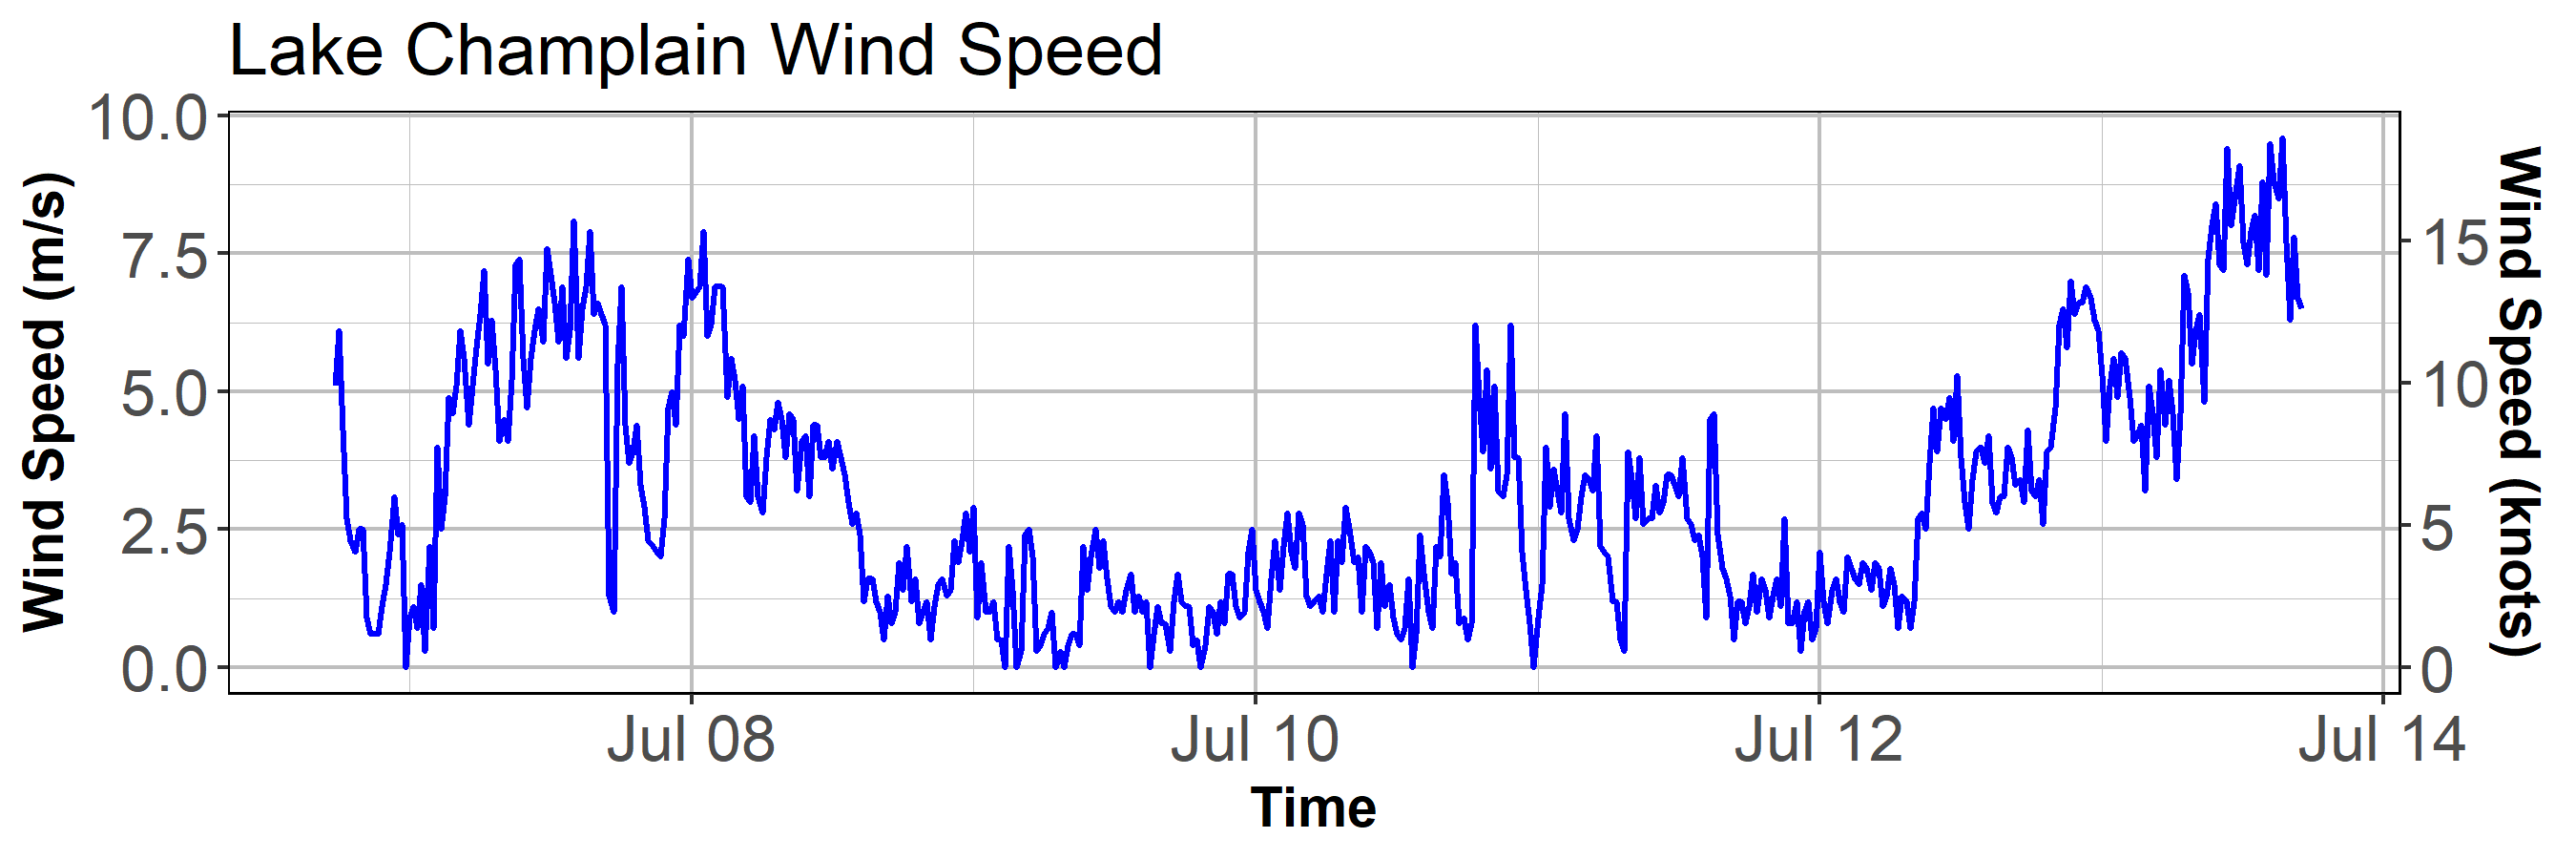 Lake Champlain Wind Speed
Wind Speed (m/s)
10.0
7.5
5.0
2.5
0.0
Wind Speed (knots)
15
10
5
0
Jul 08
Jul 10
Jul 12
Jul 14
Time